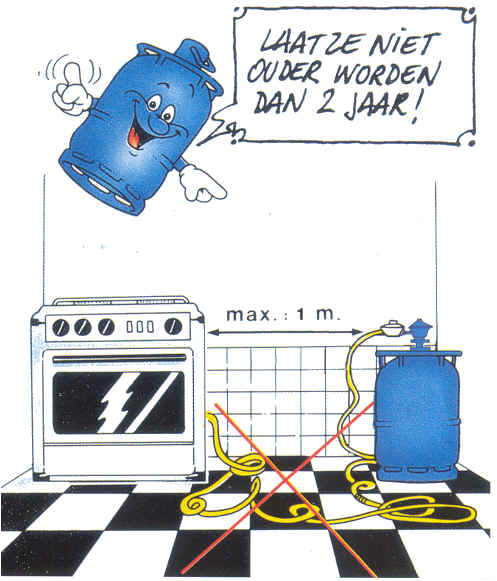 LAAT ZE NIET
OUDER WORDEN
DAN 2 JAAR!
max.: 1 m.